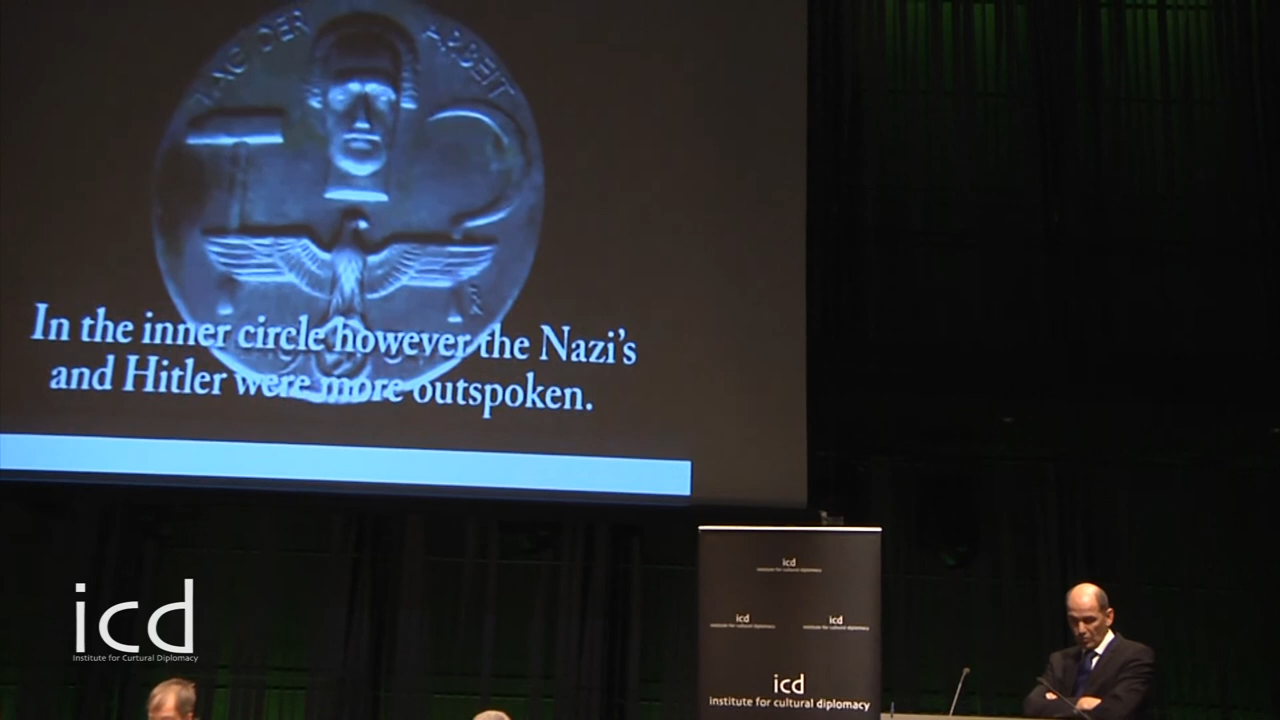 TAG DER ARBEIT
In the inner circle however the Nazi's
and Hitler were more outspoken.
icd
institute for cultural diplomacy
icd
institute for cultural diplomacy
icd
institute for cultural diplomacy
icd
institute for cultural diplomacy
icd
Institute for Curtural Diplomacy